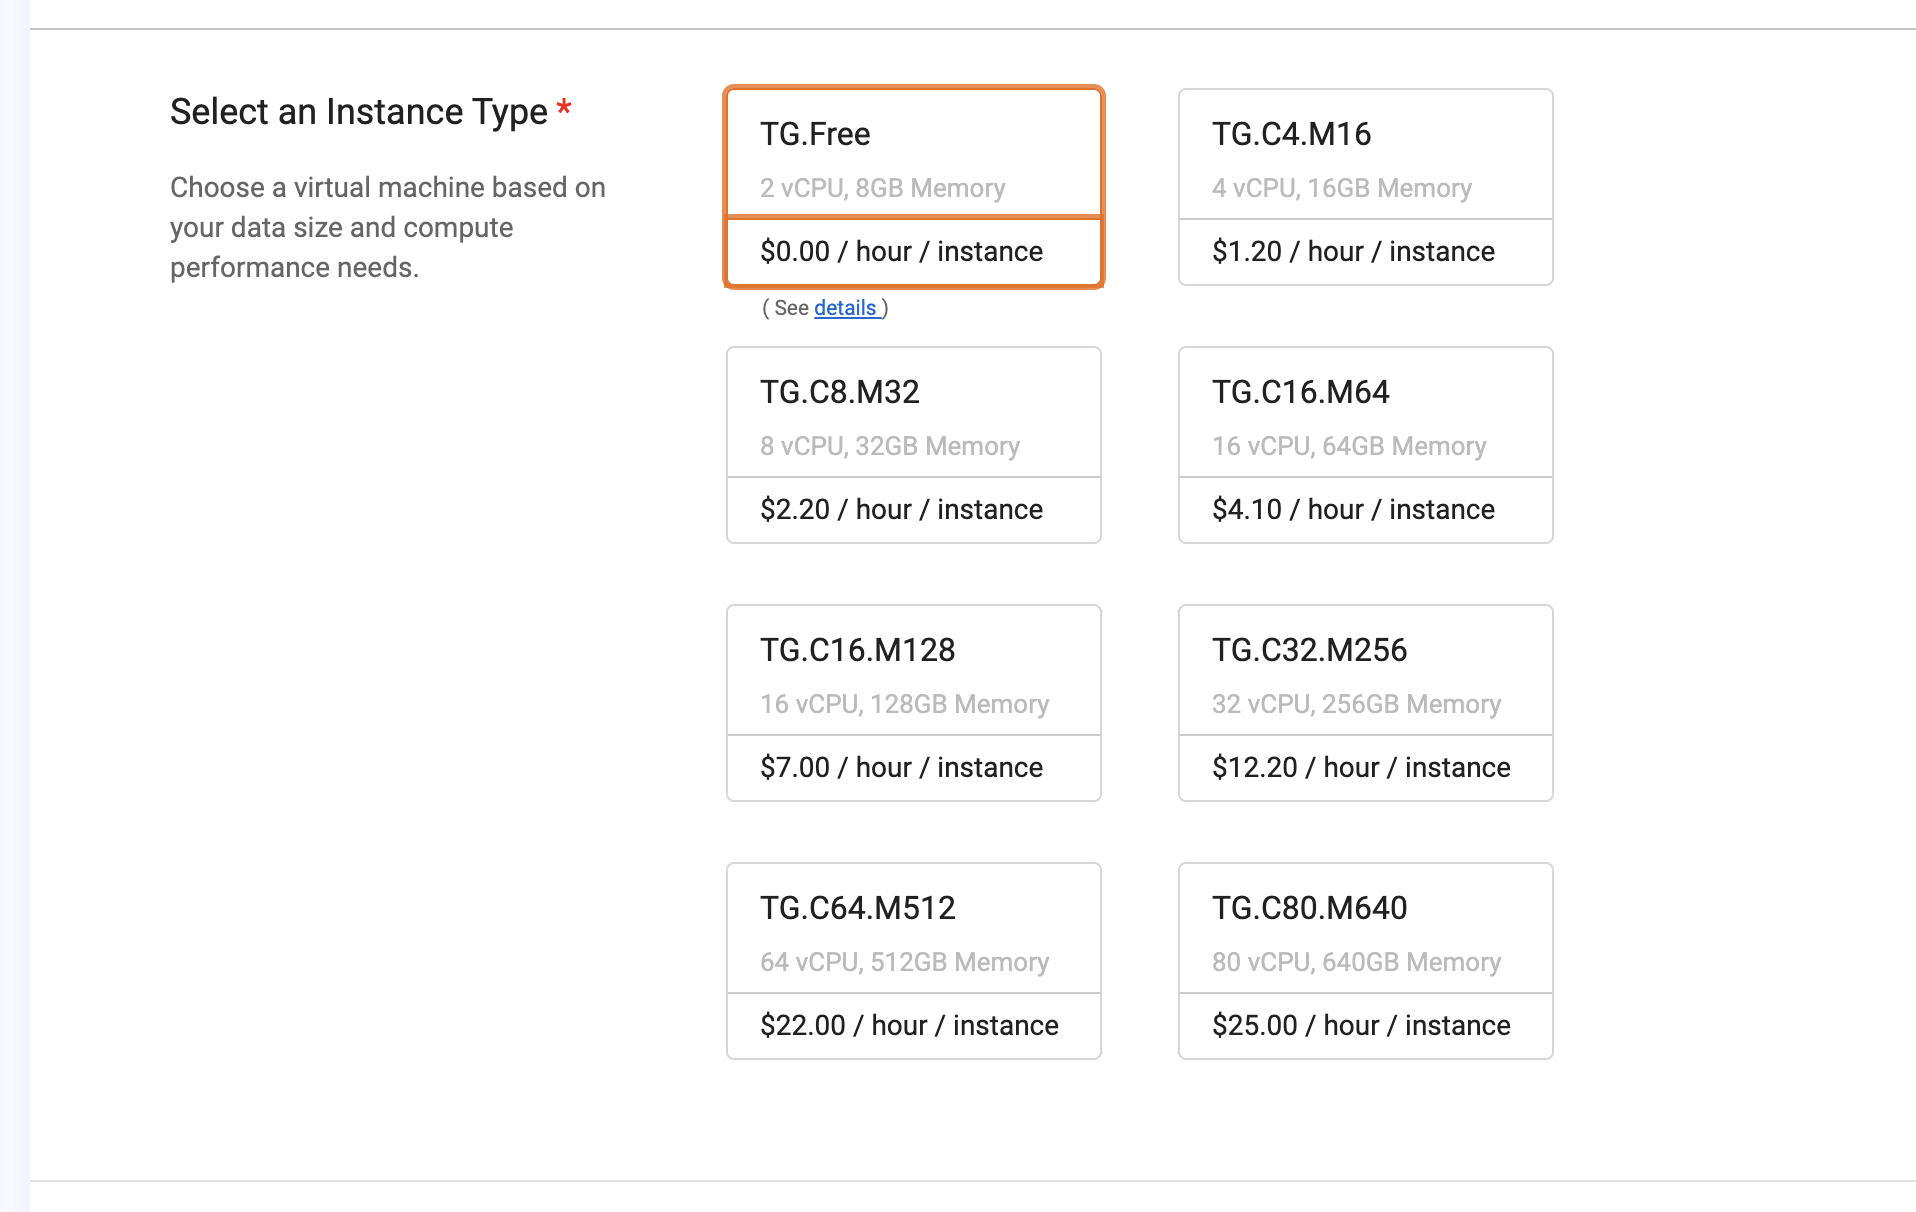 Select an Instance Type *
Choose a virtual machine based on
your data size and compute
performance needs.
TG.Free
2 vCPU, 8GB Memory
$0.00 / hour / instance
( See details )
TG.C4.M16
4 vCPU, 16GB Memory
$1.20 / hour / instance
TG.C8.M32
8 vCPU, 32GB Memory
$2.20 / hour / instance
TG.C16.M64
16 vCPU, 64GB Memory
$4.10 / hour / instance
TG.C16.M128
16 vCPU, 128GB Memory
$7.00 / hour / instance
TG.C32.M256
32 vCPU, 256GB Memory
$12.20 / hour / instance
TG.C64.M512
64 vCPU, 512GB Memory
$22.00 / hour / instance
TG.C80.M640
80 vCPU, 640GB Memory
$25.00 / hour / instance